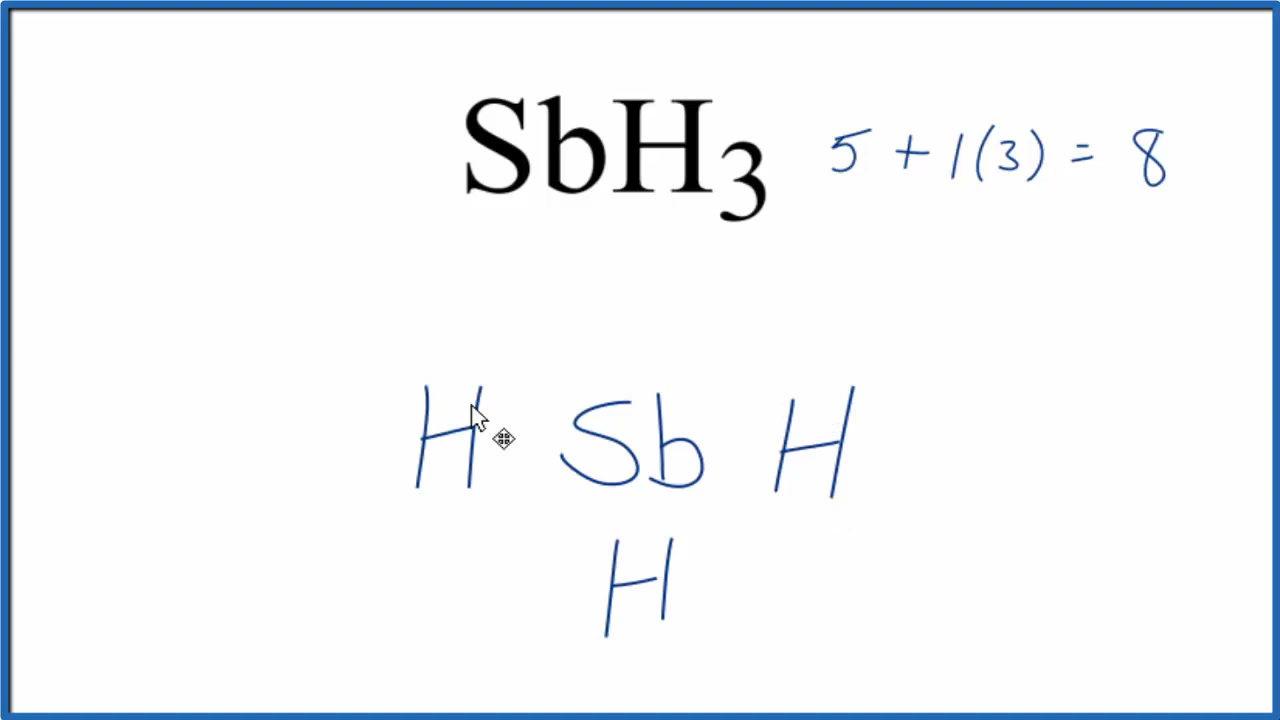 SbH₃ 5 + 1(3) = 8
H Sb H
H